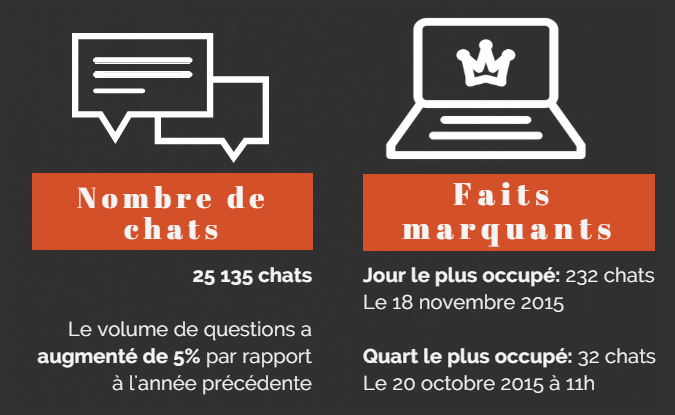 Nombre de
chats
25 135 chats
Le volume de questions a
augmenté de 5% par rapport
à l'année précédente
Faits
marquants
Jour le plus occupé: 232 chats
Le 18 novembre 2015
Quart le plus occupé: 32 chats
Le 20 octobre 2015 à 11h